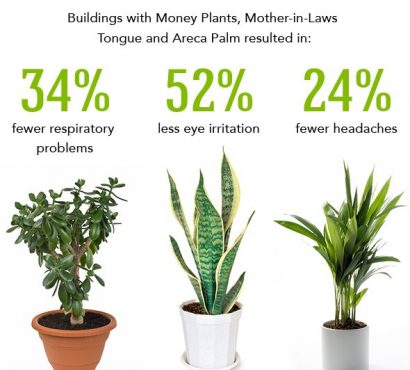 Buildings with Money Plants, Mother-in-Laws
Tongue and Areca Palm resulted in:
34%
52%
24%
fewer respiratory
problems
less eye irritation
fewer headaches